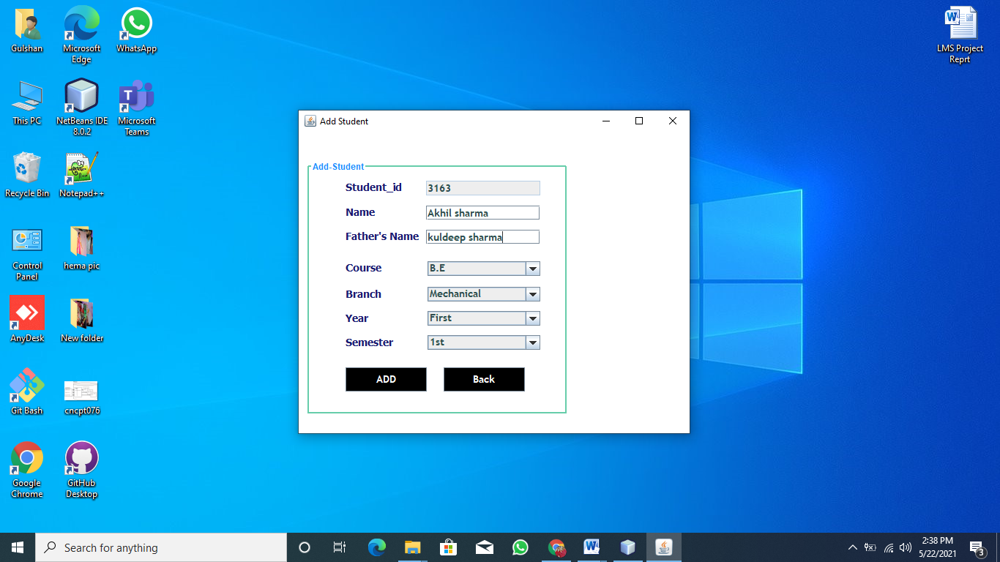 Gulshan
Microsoft
Edge
WhatsApp
LMS Project
Reprt
This PC
NetBeans IDE
8.0.2
Microsoft
Teams
Recycle Bin
Notepad++
Control
Panel
hema pic
AnyDesk
New folder
Git Bash
cncpt076
Google
Chrome
GitHub
Desktop
Add Student
Add-Student
Student_id 3163
Name Akhil sharma
Father's Name kuldeep sharma
Course B.E
Branch Mechanical
Year First
Semester 1st
ADD Back
Search for anything
2:38 PM
5/22/2021
3